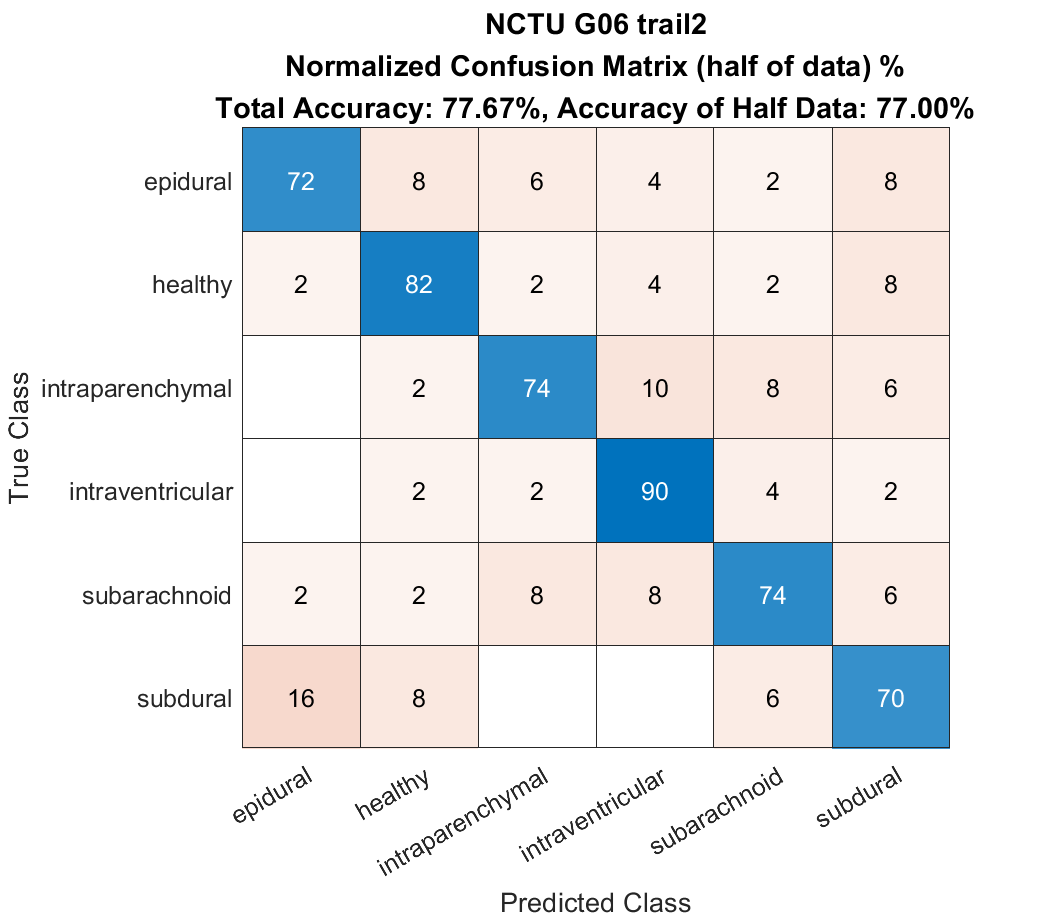 NCTU G06 trail2
Normalized Confusion Matrix (half of data) %
Total Accuracy: 77.67%, Accuracy of Half Data: 77.00%
True Class
epidural 72 8 6 4 2 8
healthy 2 82 2 4 2 8
intraparenchymal 2 74 10 8 6
intraventricular 2 2 90 4 2
subarachnoid 2 2 8 8 74 6
subdural 16 8 6 70
epidural healthy intraparenchymal intraventricular subarachnoid subdural
Predicted Class